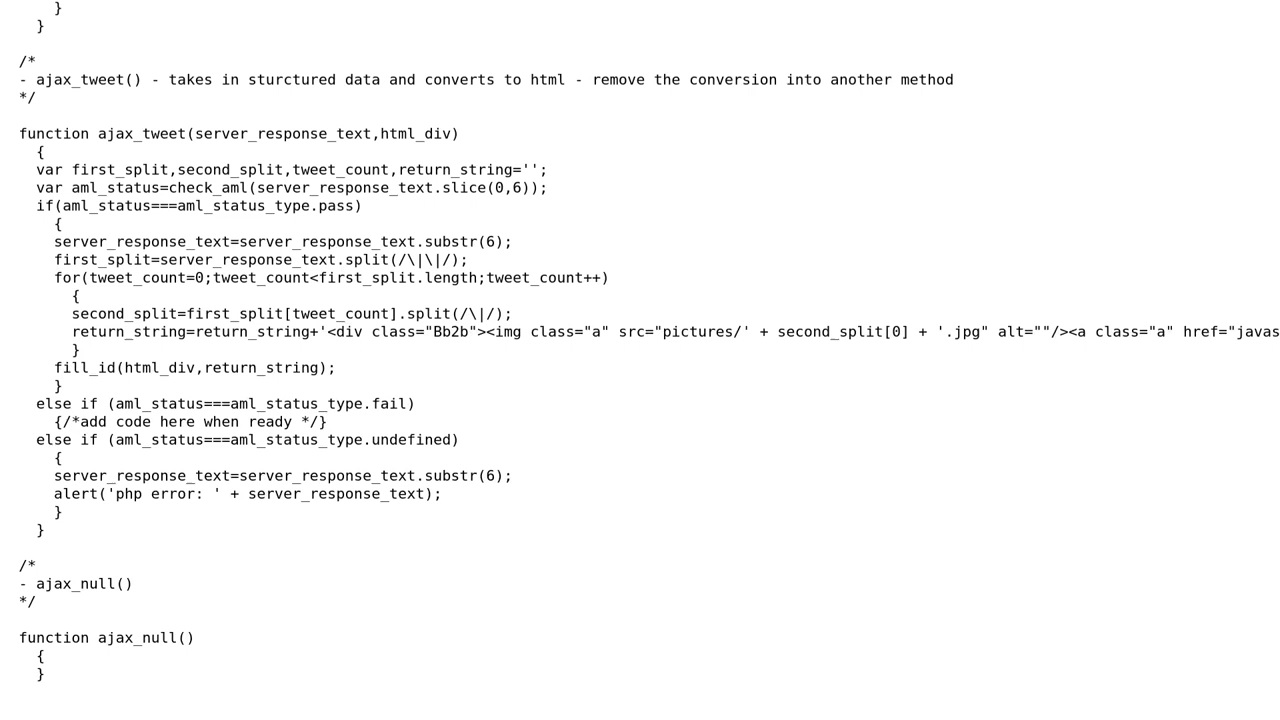 }
  }

/*
- ajax_tweet() - takes in sturctured data and converts to html - remove the conversion into another method
*/

function ajax_tweet(server_response_text,html_div)
  {
  var first_split,second_split,tweet_count,return_string='';
  var aml_status=check_aml(server_response_text.slice(0,6));
  if(aml_status===aml_status_type.pass)
    {
    server_response_text=server_response_text.substr(6);
    first_split=server_response_text.split(/\|\|/);
    for(tweet_count=0;tweet_count<first_split.length;tweet_count++)
      {
      second_split=first_split[tweet_count].split(/\|/);
      return_string=return_string+'<div class="Bb2b"><img class="a" src="pictures/' + second_split[0] + '.jpg" alt=""/><a class="a" href="javas
      }
    fill_id(html_div,return_string);
    }
  else if (aml_status===aml_status_type.fail)
    {/*add code here when ready */}
  else if (aml_status===aml_status_type.undefined)
    {
    server_response_text=server_response_text.substr(6);
    alert('php error: ' + server_response_text);
    }
  }

/*
- ajax_null()
*/

function ajax_null()
  {
  }